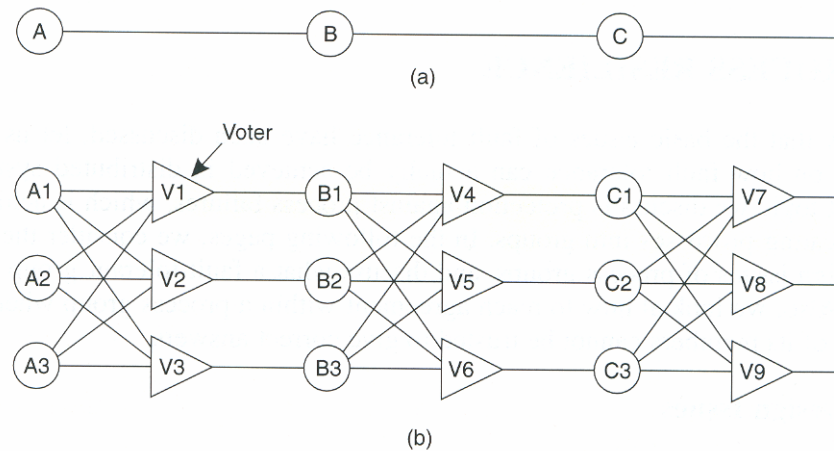 A B C
(a)
Voter
A1 V1 B1 V4 C1 V7
A2 V2 B2 V5 C2 V8
A3 V3 B3 V6 C3 V9
(b)